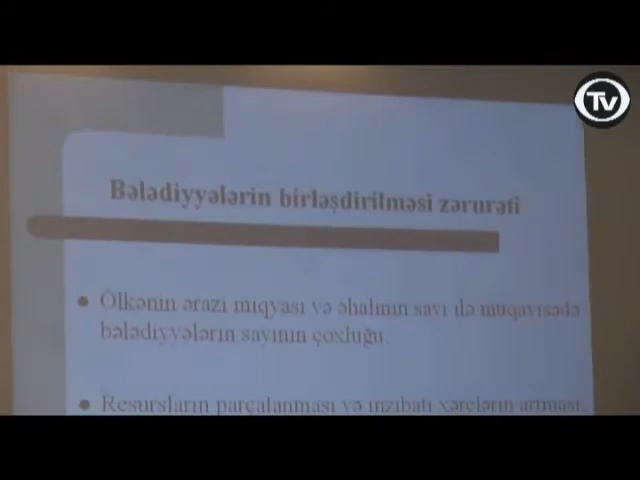 TV
Bələdiyyələrin birləşdirilməsi zərurəti
Ölkənin ərazi miqyası və əhalinin sayı ilə müqayisədə
bələdiyyələrin sayının çoxluğu.
Resursların parçalanması və inzibati xərclərin artması.